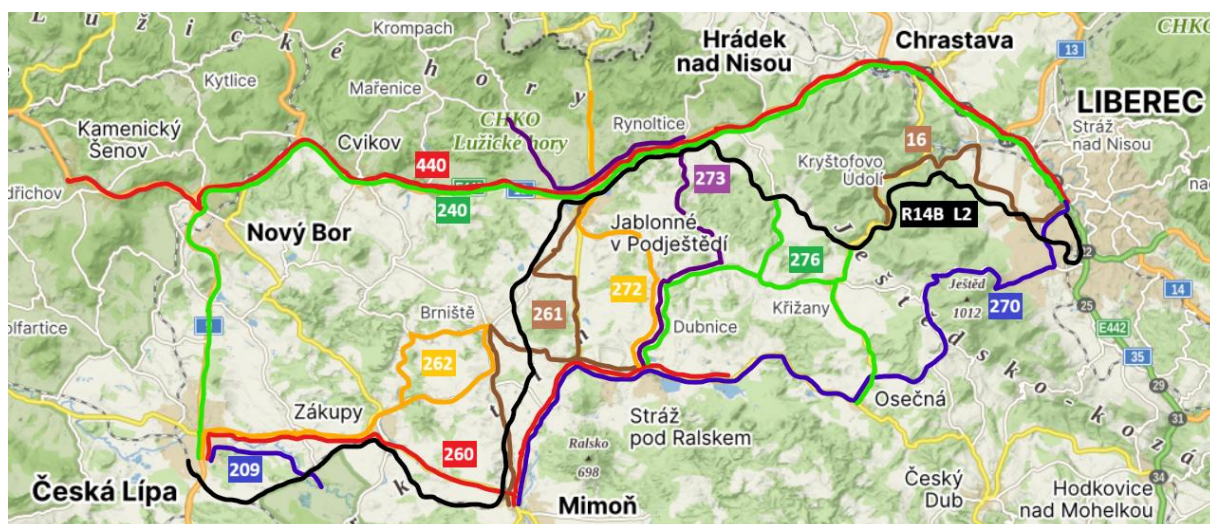 Krompach
Hrádek
nad Nisou
Chrastava
CHKO
13
Kytlice
Mařenice
LIBEREC
Kamenický
Šenov
Cvikov
CHKO
Lužické hory
Rynoltice
16
Stráž
nad Nisou
Kryštofovo
Údolí
440
273
240
R14B L2
Nový Bor
Jablonné
v Podještědí
276
272
270
Ještěd
1012
14
25
E442
Brniště
261
Dubnice
Křižany
262
35
29
Zákupy
Osečná
31
Stráž
pod Ralskem
260
Ralsko
698
209
34
Česká Lípa
Mimoň
Český
Dub
Hodkovice
nad Mohelkou